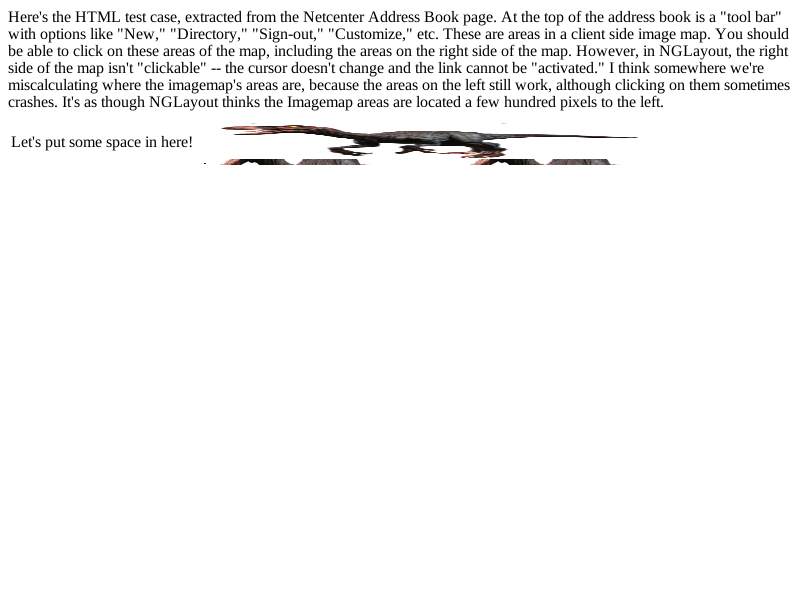 Here's the HTML test case, extracted from the Netcenter Address Book page. At the top of the address book is a "tool bar"
with options like "New," "Directory," "Sign-out," "Customize," etc. These are areas in a client side image map. You should
be able to click on these areas of the map, including the areas on the right side of the map. However, in NGLayout, the right
side of the map isn't "clickable" -- the cursor doesn't change and the link cannot be "activated." I think somewhere we're
miscalculating where the imagemap's areas are, because the areas on the left still work, although clicking on them sometimes
crashes. It's as though NGLayout thinks the Imagemap areas are located a few hundred pixels to the left.
Let's put some space in here!